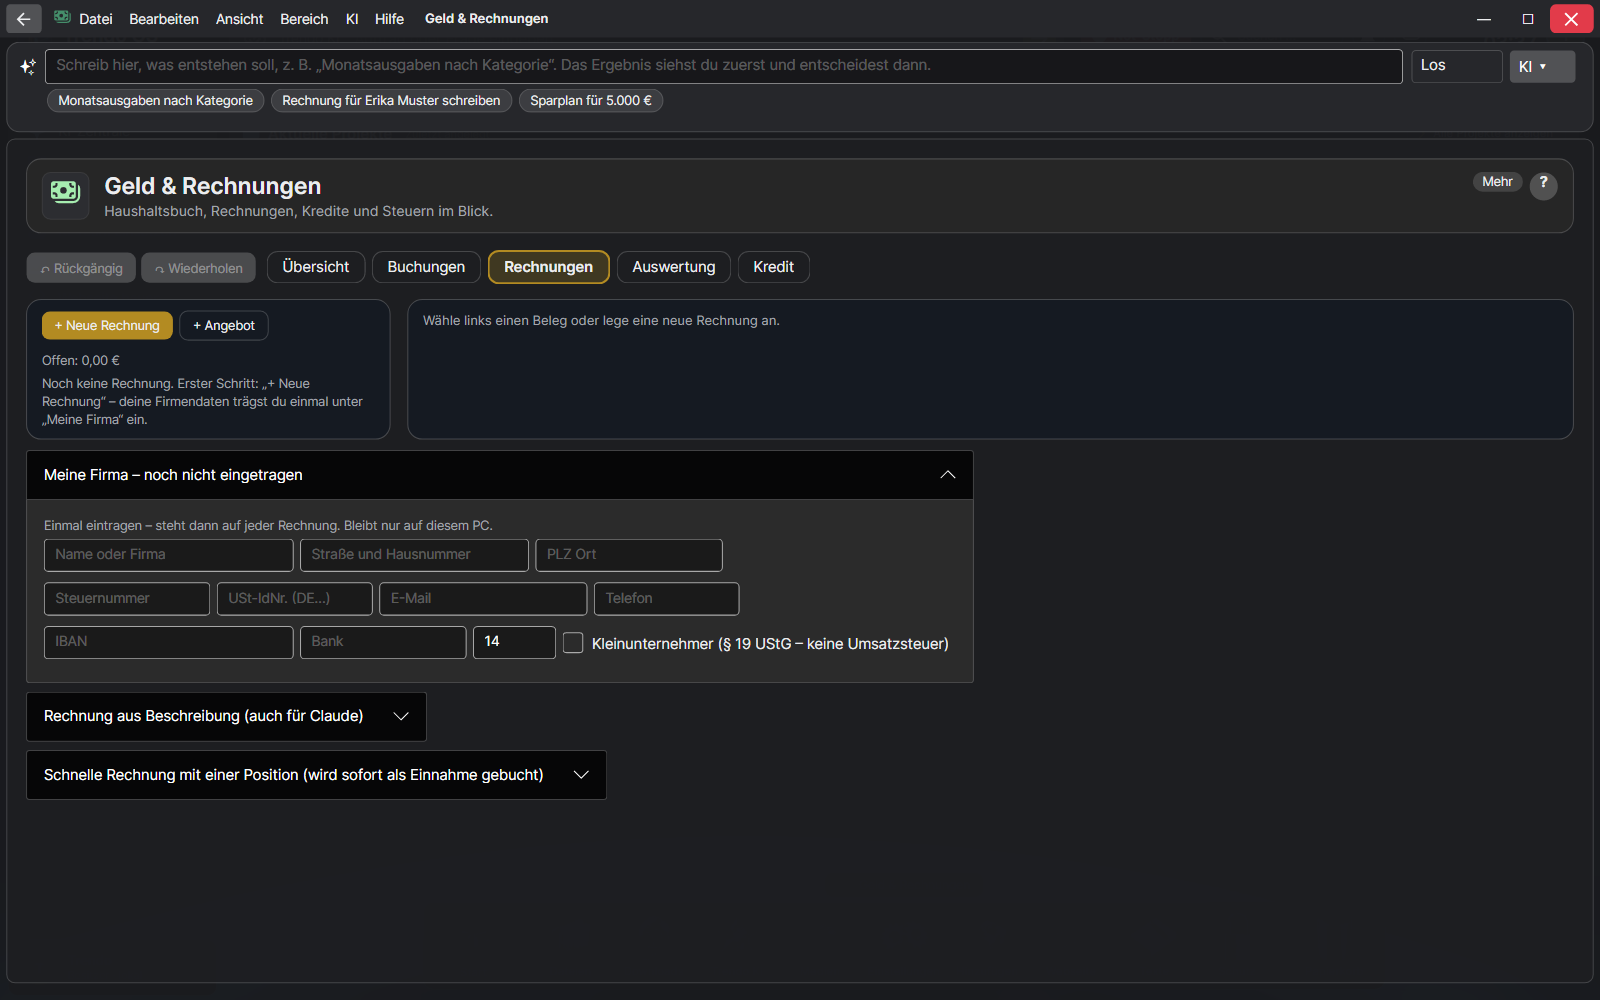 Datei Bearbeiten Ansicht Bereich KI Hilfe Geld & Rechnungen
Schreib hier, was entstehen soll, z. B. „Monatsausgaben nach Kategorie“. Das Ergebnis siehst du zuerst und entscheidest dann.
Los
KI
Monatsausgaben nach Kategorie
Rechnung für Erika Muster schreiben
Sparplan für 5.000 €
Geld & Rechnungen
Haushaltsbuch, Rechnungen, Kredite und Steuern im Blick.
Mehr
?
Rückgängig
Wiederholen
Übersicht
Buchungen
Rechnungen
Auswertung
Kredit
+ Neue Rechnung
+ Angebot
Offen: 0,00 €
Noch keine Rechnung. Erster Schritt: „+ Neue
Rechnung“ – deine Firmendaten trägst du einmal unter
„Meine Firma“ ein.
Wähle links einen Beleg oder lege eine neue Rechnung an.
Meine Firma – noch nicht eingetragen
Einmal eintragen – steht dann auf jeder Rechnung. Bleibt nur auf diesem PC.
Name oder Firma
Straße und Hausnummer
PLZ Ort
Steuernummer
USt-IdNr. (DE...)
E-Mail
Telefon
IBAN
Bank
14
Kleinunternehmer (§ 19 UStG – keine Umsatzsteuer)
Rechnung aus Beschreibung (auch für Claude)
Schnelle Rechnung mit einer Position (wird sofort als Einnahme gebucht)